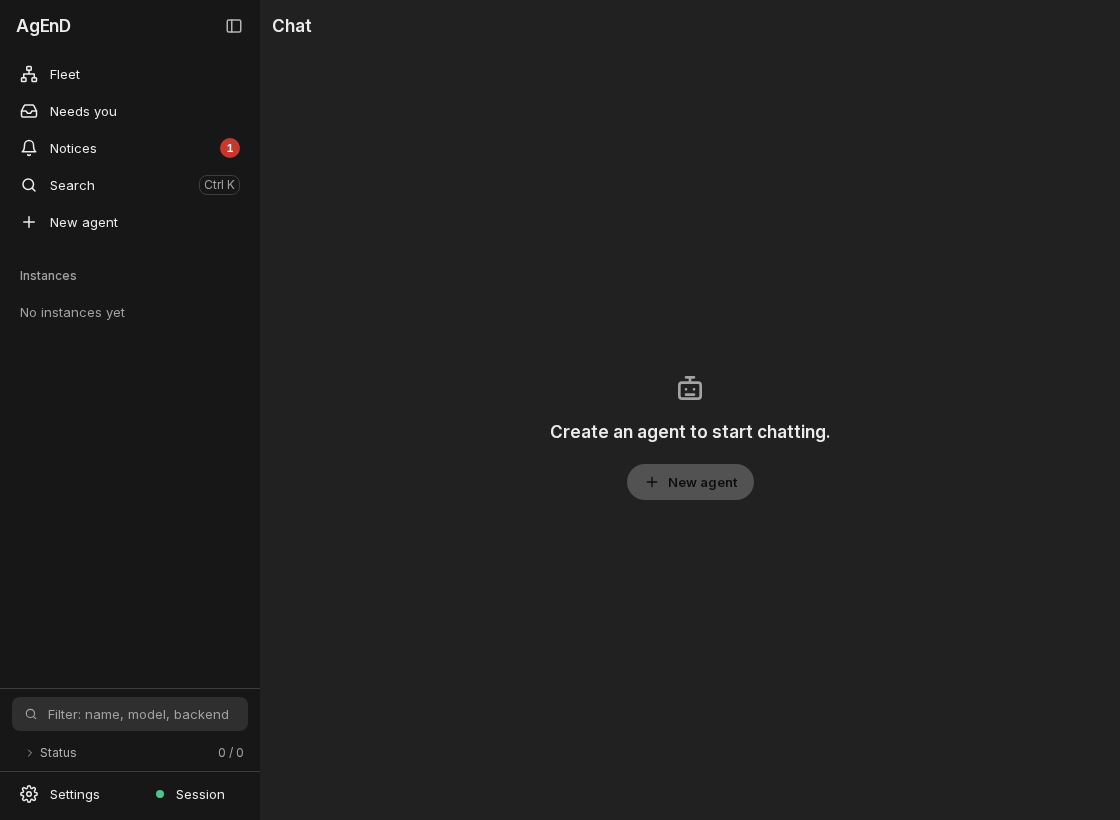 AgEnD
Chat
Fleet
Needs you
Notices 1
Search Ctrl K
New agent
Instances
No instances yet
Create an agent to start chatting.
New agent
Filter: name, model, backend
Status 0 / 0
Settings Session